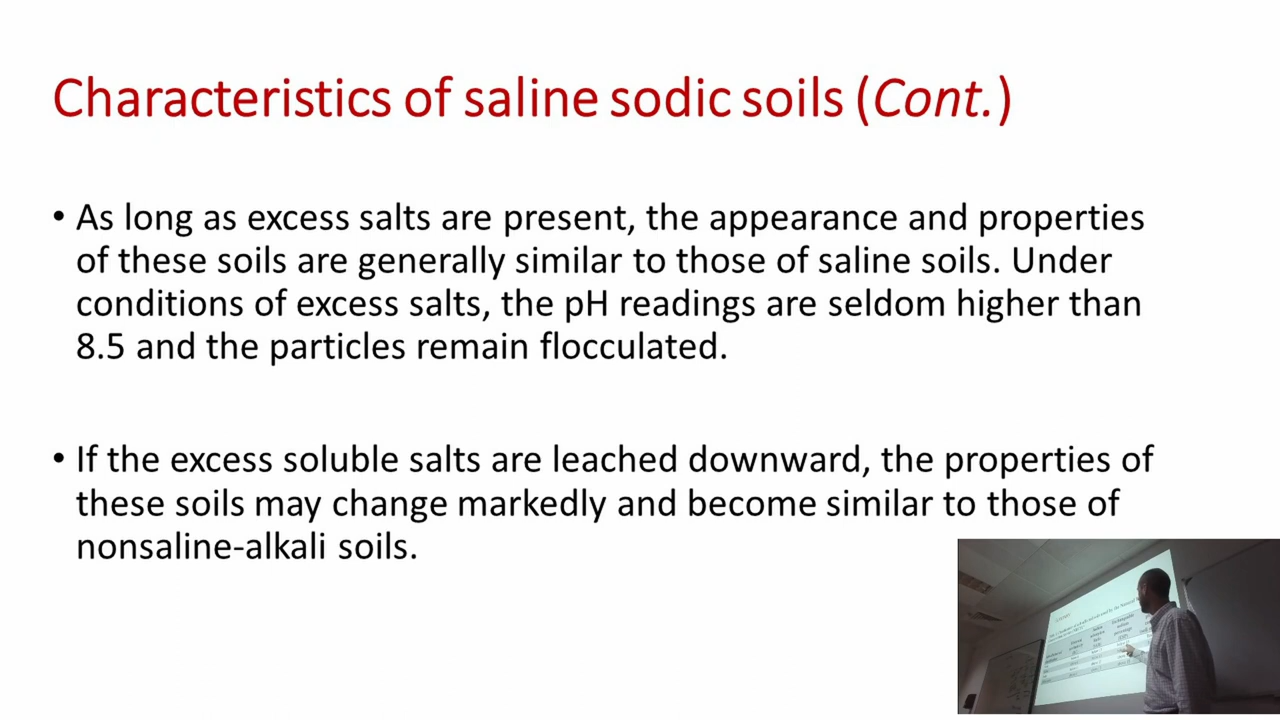 Characteristics of saline sodic soils (Cont.)
• As long as excess salts are present, the appearance and properties
of these soils are generally similar to those of saline soils. Under
conditions of excess salts, the pH readings are seldom higher than
8.5 and the particles remain flocculated.
• If the excess soluble salts are leached downward, the properties of
these soils may change markedly and become similar to those of
nonsaline-alkali soils.